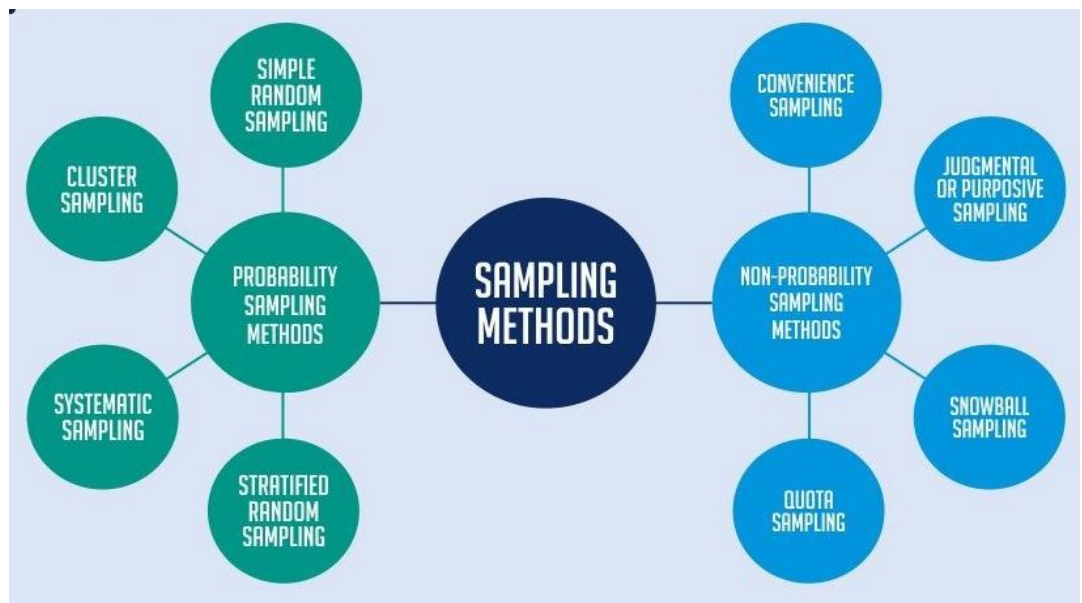 SIMPLE
RANDOM
SAMPLING
CLUSTER
SAMPLING
PROBABILITY
SAMPLING
METHODS
SYSTEMATIC
SAMPLING
STRATIFIED
RANDOM
SAMPLING
SAMPLING
METHODS
CONVENIENCE
SAMPLING
JUDGMENTAL
OR PURPOSIVE
SAMPLING
NON-PROBABILITY
SAMPLING
METHODS
SNOWBALL
SAMPLING
QUOTA
SAMPLING